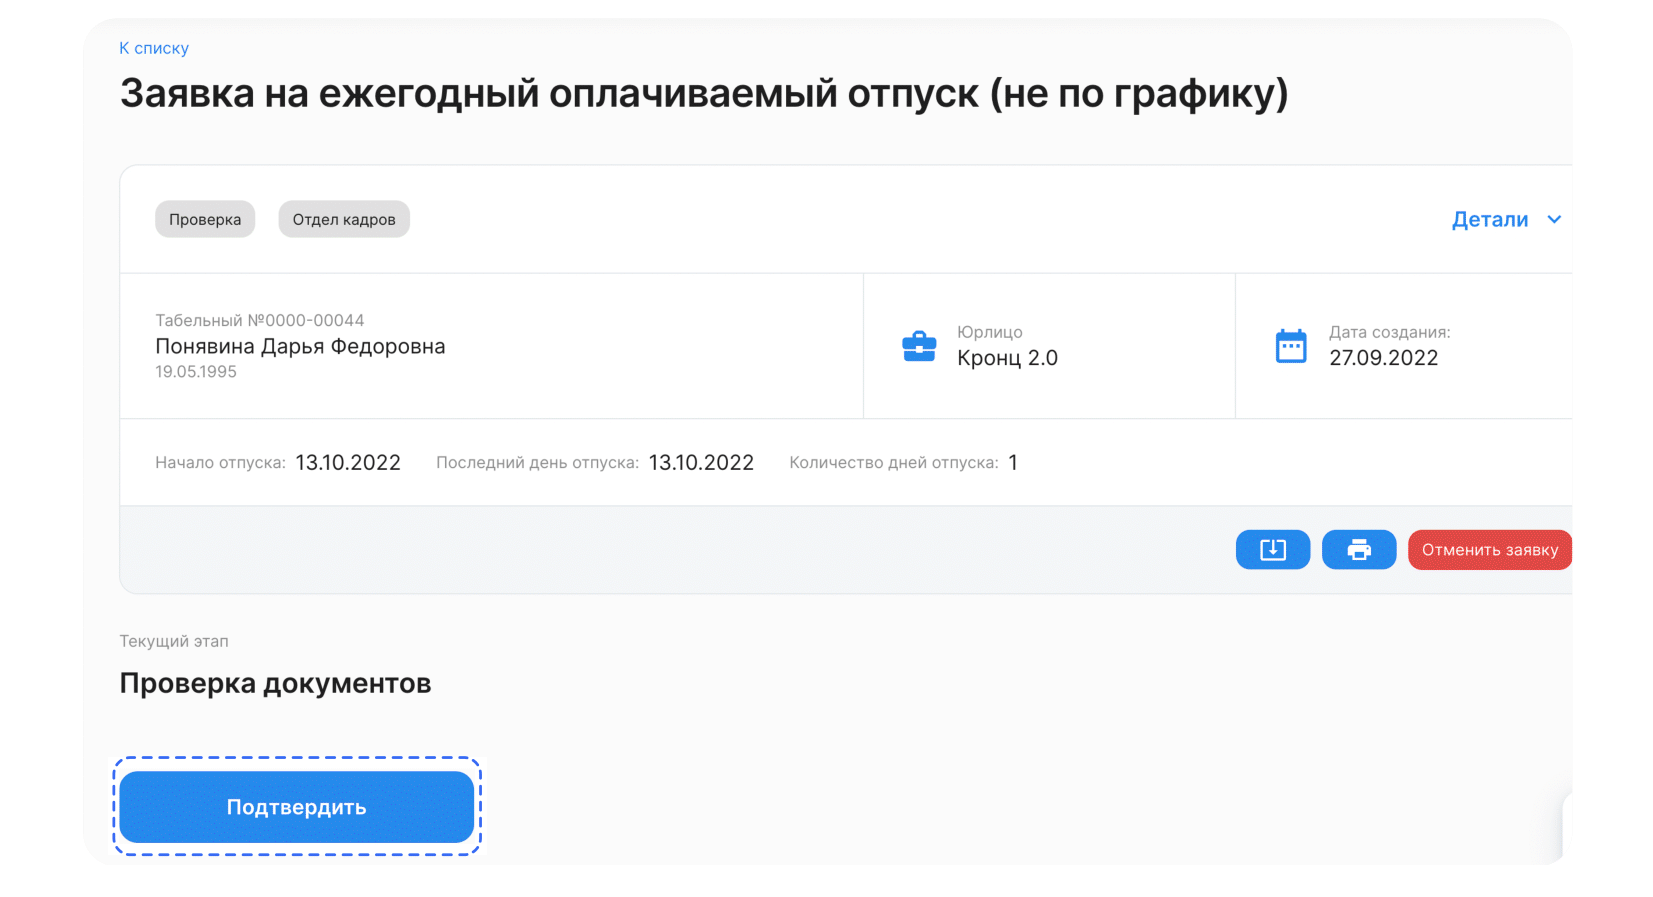 К списку
Заявка на ежегодный оплачиваемый отпуск (не по графику)
Проверка
Отдел кадров
Детали
Табельный №0000-00044
Понявина Дарья Федоровна
19.05.1995
Юрлицо
Кронц 2.0
Дата создания:
27.09.2022
Начало отпуска: 13.10.2022 Последний день отпуска: 13.10.2022 Количество дней отпуска: 1
Отменить заявку
Текущий этап
Проверка документов
Подтвердить